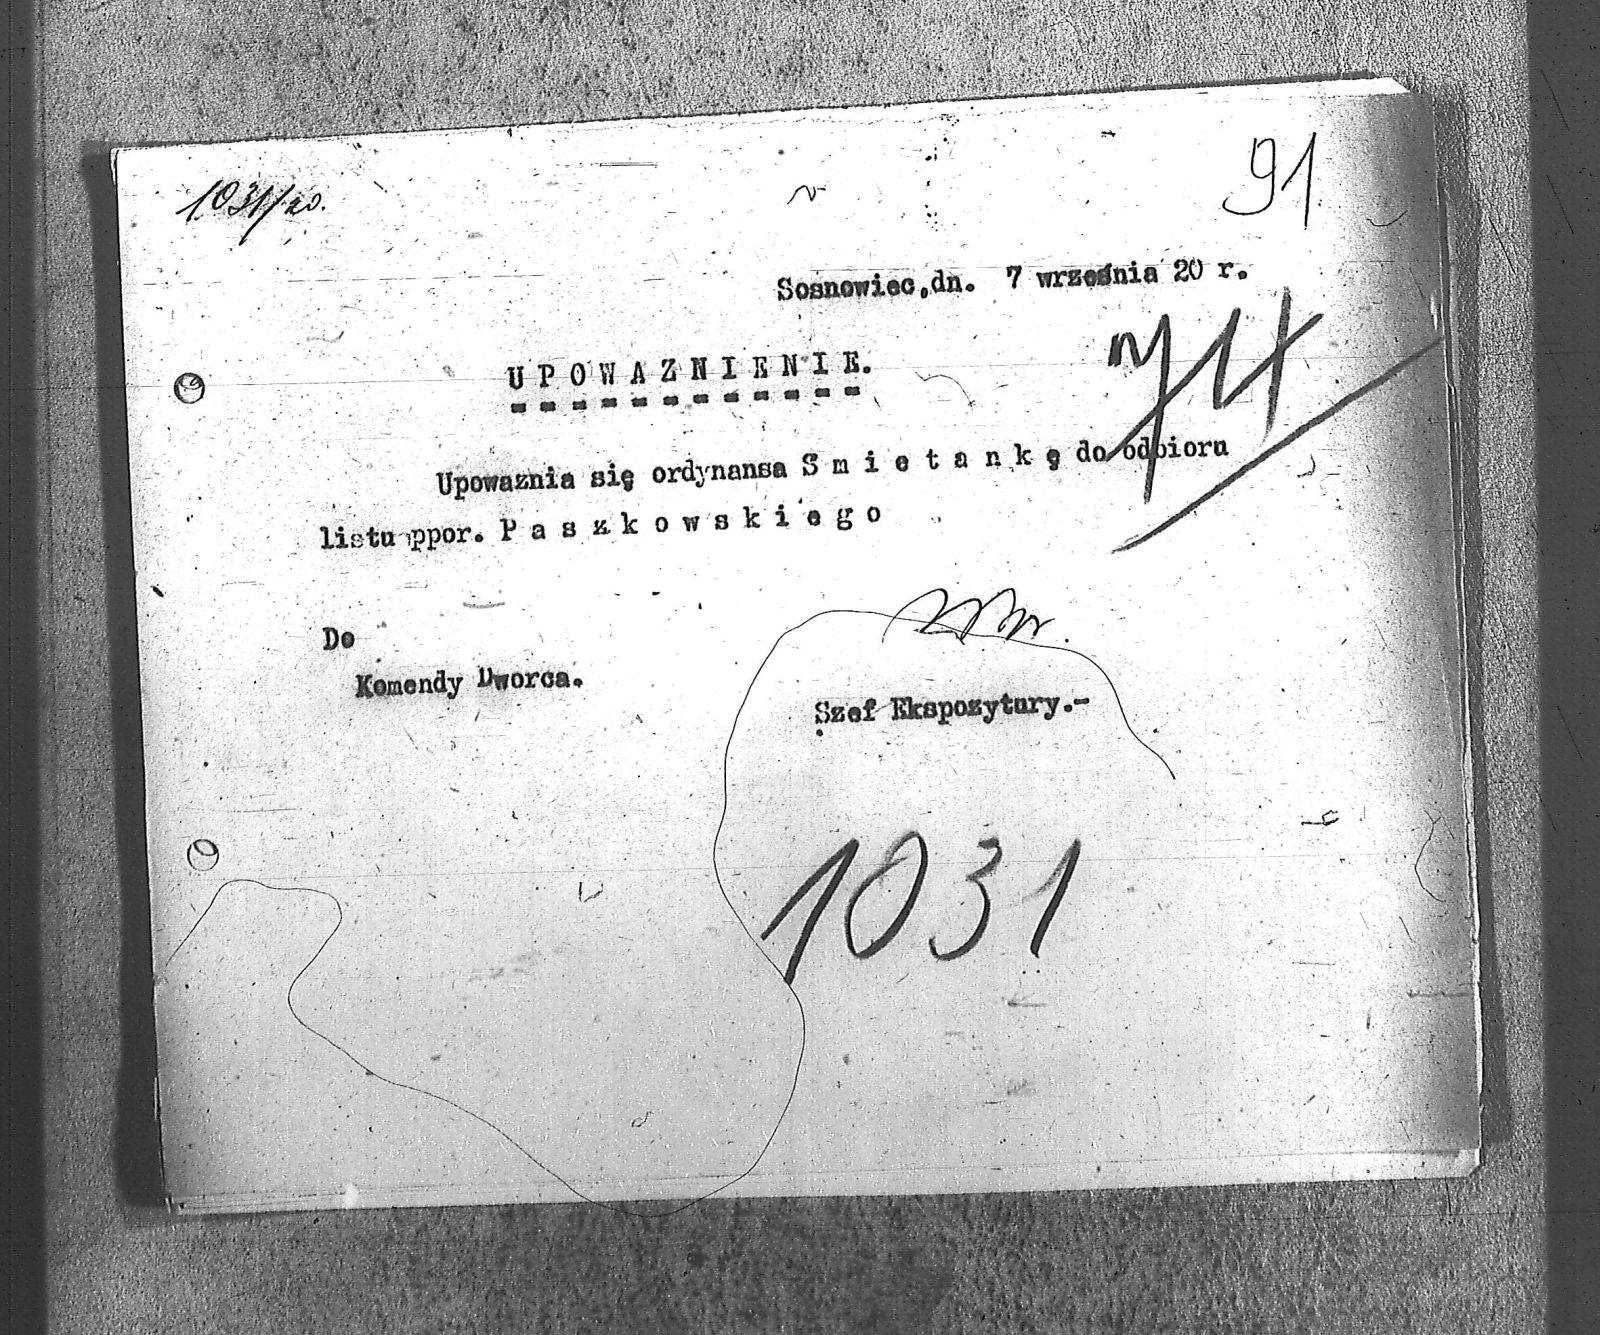 1031/20.
91
Sosnowiec,dn. 7 września 20 r.
U P O W A Z N I E N I E.
Upowaznia się ordynansa S m i e t a n k ę do odbioru
listu ppor. P a s z k o w s k i e g o
Do
Komendy Dworca.
Szef Ekspozytury.-
1031